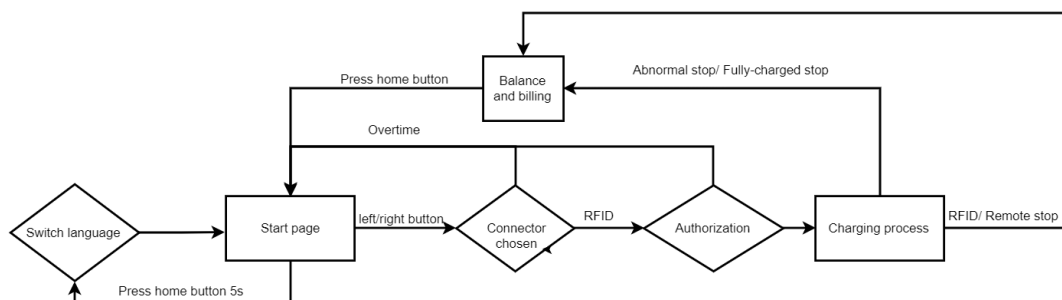 Abnormal stop/ Fully-charged stop
Press home button
Balance
and billing
Overtime
Switch language
Start page
left/right button
Connector
chosen
RFID
Authorization
Charging process
RFID/ Remote stop
Press home button 5s